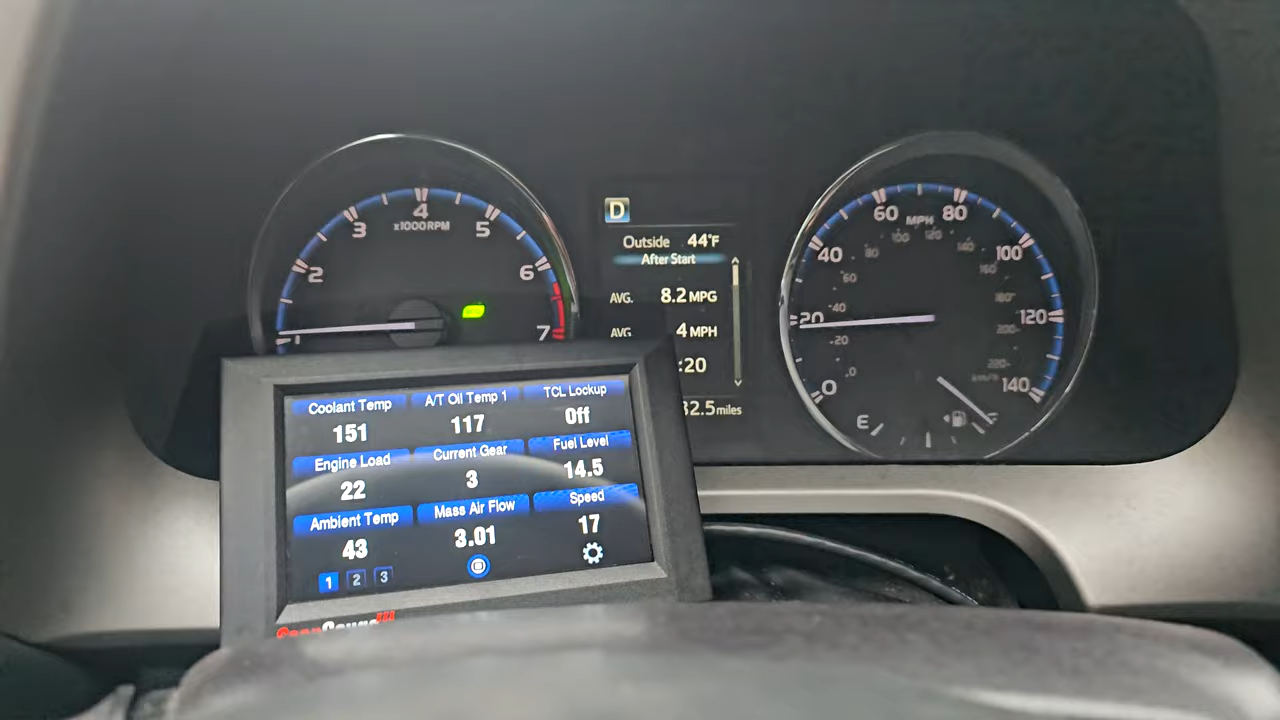 4
3
5
x1000RPM
2
6
1
7
D
Outside 44°F
After Start
AVG. 8.2 MPG
AVG 4 MPH
:20
32.5 miles
60 MPH 80
40 100
20 120
0 140
80 100 120 140
60 160
40 180
20 200
0 220
km/h
E F
Coolant Temp A/T Oil Temp 1 TCL Lockup
151 117 Off
Engine Load Current Gear Fuel Level
22 3 14.5
Ambient Temp Mass Air Flow Speed
43 3.01 17
1 2 3
ScanGauge III